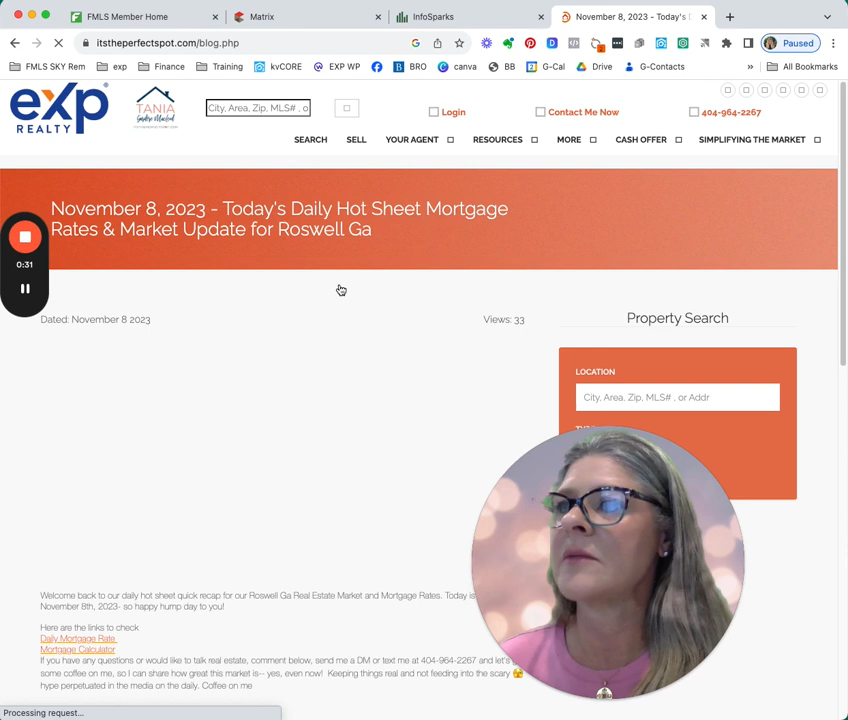 FMLS Member Home
Matrix
InfoSparks
November 8, 2023 - Today's D
itstheperfectspot.com/blog.php
Paused
FMLS SKY Rem
exp
Finance
Training
kvCORE
EXP WP
BRO
canva
BB
G-Cal
Drive
G-Contacts
»
All Bookmarks
eXp
REALTY
TANIA
City, Area, Zip, MLS# , o
Login
Contact Me Now
404-964-2267
SEARCH
SELL
YOUR AGENT
RESOURCES
MORE
CASH OFFER
SIMPLIFYING THE MARKET
November 8, 2023 - Today's Daily Hot Sheet Mortgage
Rates & Market Update for Roswell Ga
0:31
Dated: November 8 2023
Views: 33
Property Search
LOCATION
City, Area, Zip, MLS# , or Addr
Welcome back to our daily hot sheet quick recap for our Roswell Ga Real Estate Market and Mortgage Rates. Today is
November 8th, 2023- so happy hump day to you!
Here are the links to check
Daily Mortgage Rate
Mortgage Calculator
If you have any questions or would like to talk real estate, comment below, send me a DM or text me at 404-964-2267 and let's
some coffee on me, so I can share how great this market is-- yes, even now! Keeping things real and not feeding into the scary
hype perpetuated in the media on the daily. Coffee on me
Processing request...